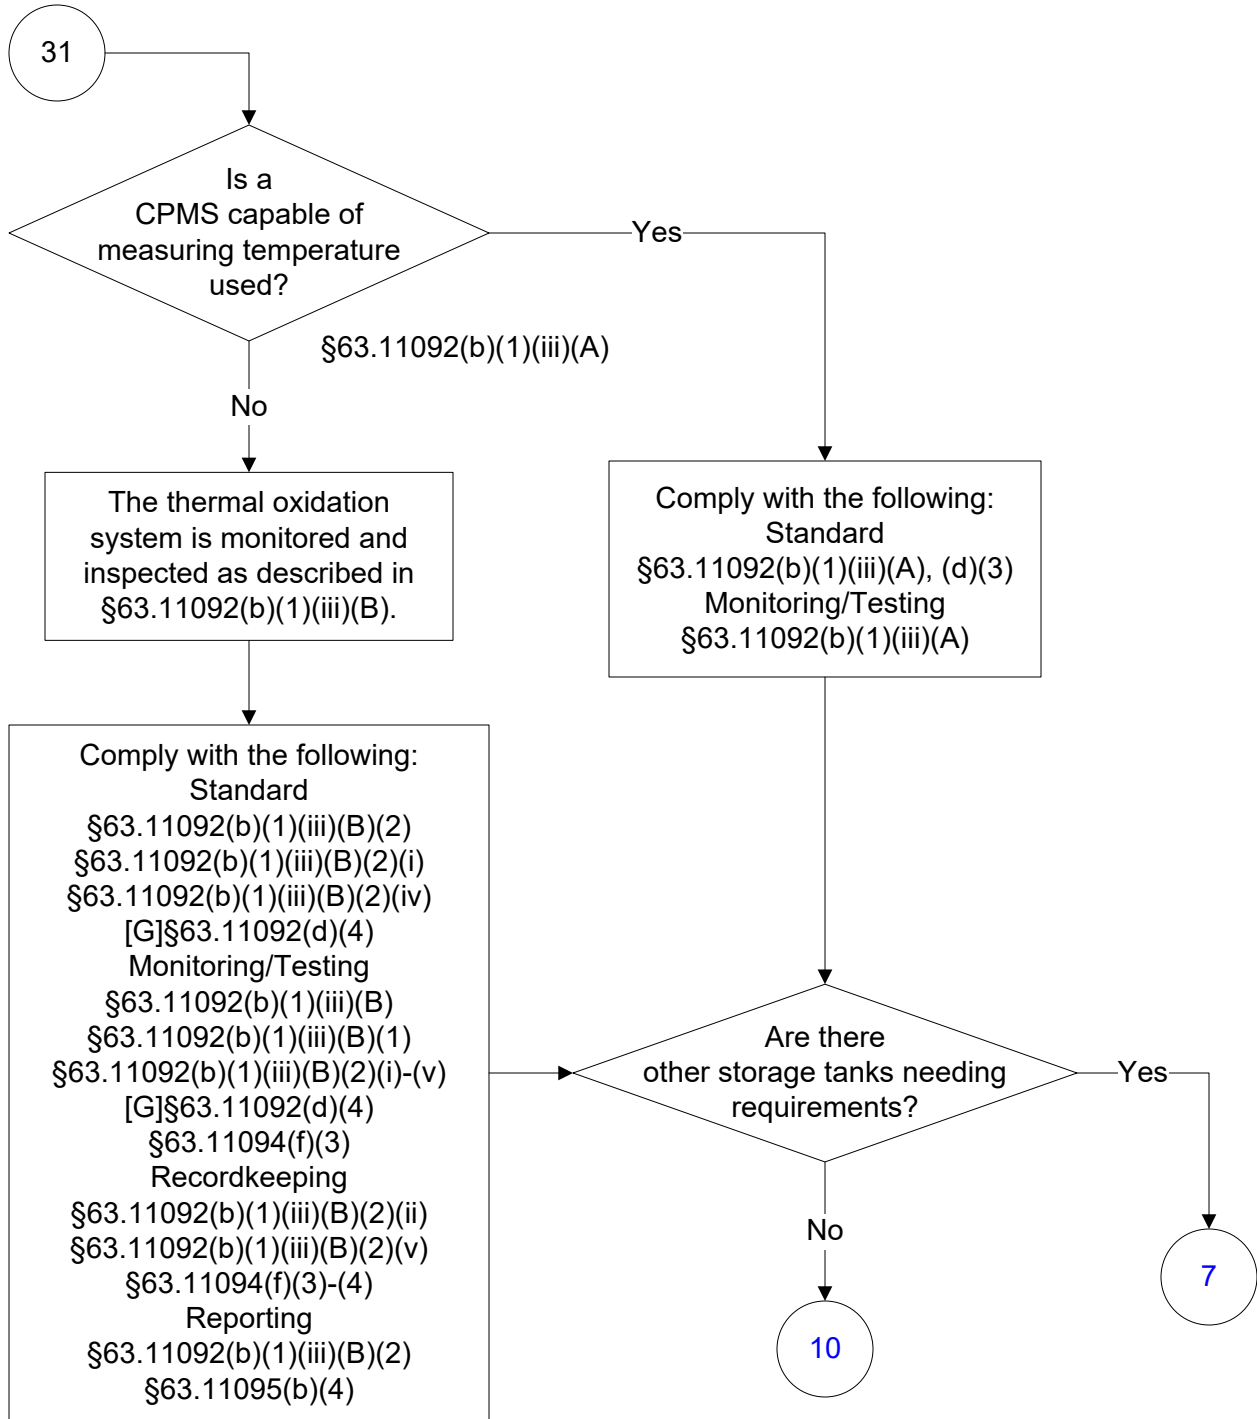 31
Is a
CPMS capable of
measuring temperature
used?
Yes
§63.11092(b)(1)(iii)(A)
No
The thermal oxidation
system is monitored and
inspected as described in
§63.11092(b)(1)(iii)(B).
Comply with the following:
Standard
§63.11092(b)(1)(iii)(A), (d)(3)
Monitoring/Testing
§63.11092(b)(1)(iii)(A)
Comply with the following:
Standard
§63.11092(b)(1)(iii)(B)(2)
§63.11092(b)(1)(iii)(B)(2)(i)
§63.11092(b)(1)(iii)(B)(2)(iv)
[G]§63.11092(d)(4)
Monitoring/Testing
§63.11092(b)(1)(iii)(B)
§63.11092(b)(1)(iii)(B)(1)
§63.11092(b)(1)(iii)(B)(2)(i)-(v)
[G]§63.11092(d)(4)
§63.11094(f)(3)
Recordkeeping
§63.11092(b)(1)(iii)(B)(2)(ii)
§63.11092(b)(1)(iii)(B)(2)(v)
§63.11094(f)(3)-(4)
Reporting
§63.11092(b)(1)(iii)(B)(2)
§63.11095(b)(4)
Are there
other storage tanks needing
requirements?
Yes
No
7
10